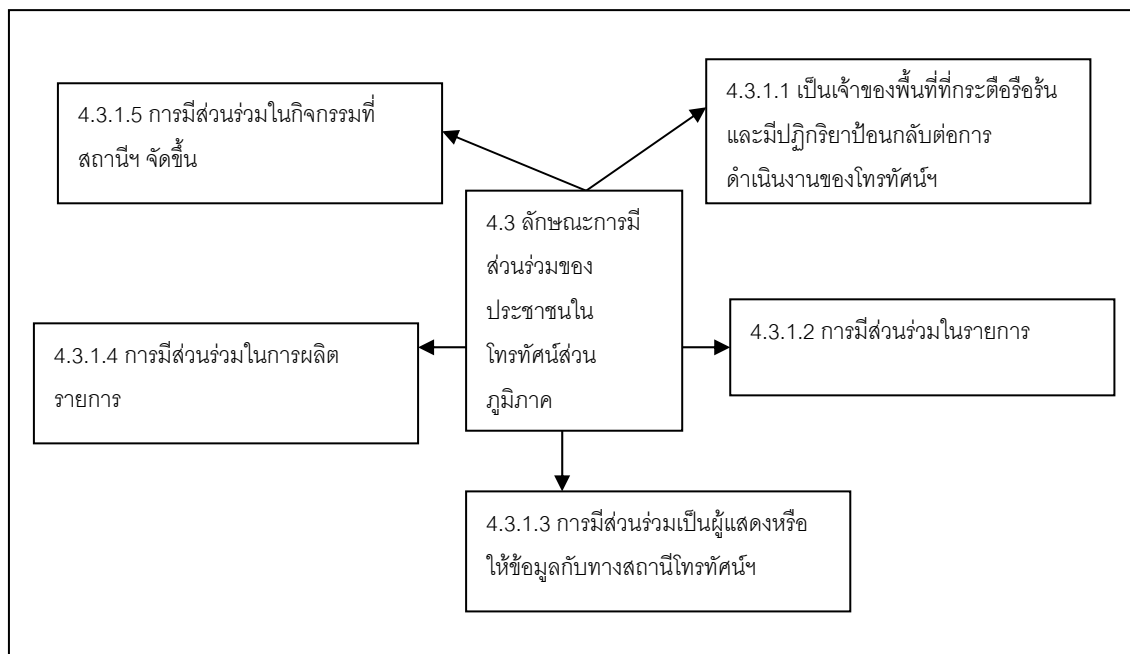 4.3.1.5 การมีส่วนร่วมในกิจกรรมที่
สถานีฯ จัดขึ้น
4.3.1.1 เป็นเจ้าของพื้นที่ที่กระตือรือร้น
และมีปฏิกริยาป้อนกลับต่อการ
ดำเนินงานของโทรทัศน์ฯ
4.3 ลักษณะการมี
ส่วนร่วมของ
ประชาชนใน
โทรทัศน์ส่วน
ภูมิภาค
4.3.1.4 การมีส่วนร่วมในการผลิต
รายการ
4.3.1.2 การมีส่วนร่วมในรายการ
4.3.1.3 การมีส่วนร่วมเป็นผู้แสดงหรือ
ให้ข้อมูลกับทางสถานีโทรทัศน์ฯ